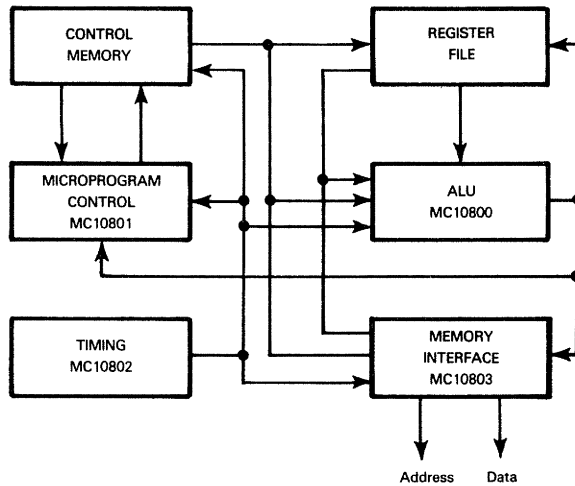 CONTROL
MEMORY
REGISTER
FILE
MICROPROGRAM
CONTROL
MC10801
ALU
MC10800
TIMING
MC10802
MEMORY
INTERFACE
MC10803
Address
Data